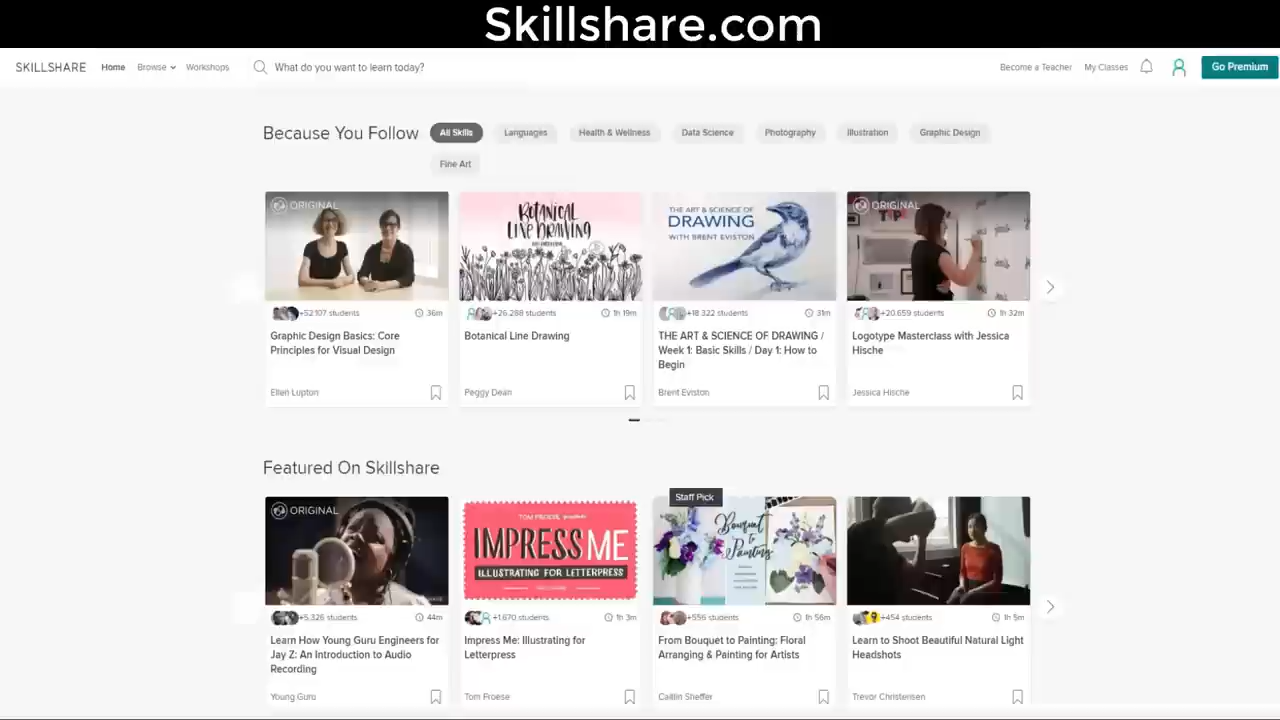 Skillshare.com
SKILLSHARE Home Browse Workshops What do you want to learn today? Become a Teacher My Classes Go Premium
Because You Follow All Skills Languages Health & Wellness Data Science Photography Illustration Graphic Design
Fine Art
ORIGINAL
BOTANICAL
LINE DRAWING
THE ART & SCIENCE OF
DRAWING
WITH BRENT EVISTON
ORIGINAL
+52107 students 36m
+26.288 students 1h 19m
+18 322 students 31m
+20.659 students 1h 32m
Graphic Design Basics: Core
Principles for Visual Design
Botanical Line Drawing
THE ART & SCIENCE OF DRAWING /
Week 1: Basic Skills / Day 1: How to
Begin
Logotype Masterclass with Jessica
Hische
Ellen Lupton
Peggy Dean
Brent Eviston
Jessica Hische
Featured On Skillshare
ORIGINAL
TOM FROESE presents
IMPRESS ME
ILLUSTRATING FOR LETTERPRESS
Staff Pick
Bouquet
to
Painting
+5,326 students 44m
+1.670 students 1h 3m
+556 students 1h 56m
+454 students 1h 5m
Learn How Young Guru Engineers for
Jay Z: An Introduction to Audio
Recording
Impress Me: Illustrating for
Letterpress
From Bouquet to Painting: Floral
Arranging & Painting for Artists
Learn to Shoot Beautiful Natural Light
Headshots
Young Guru
Tom Froese
Caitlin Sheffer
Trevor Christensen